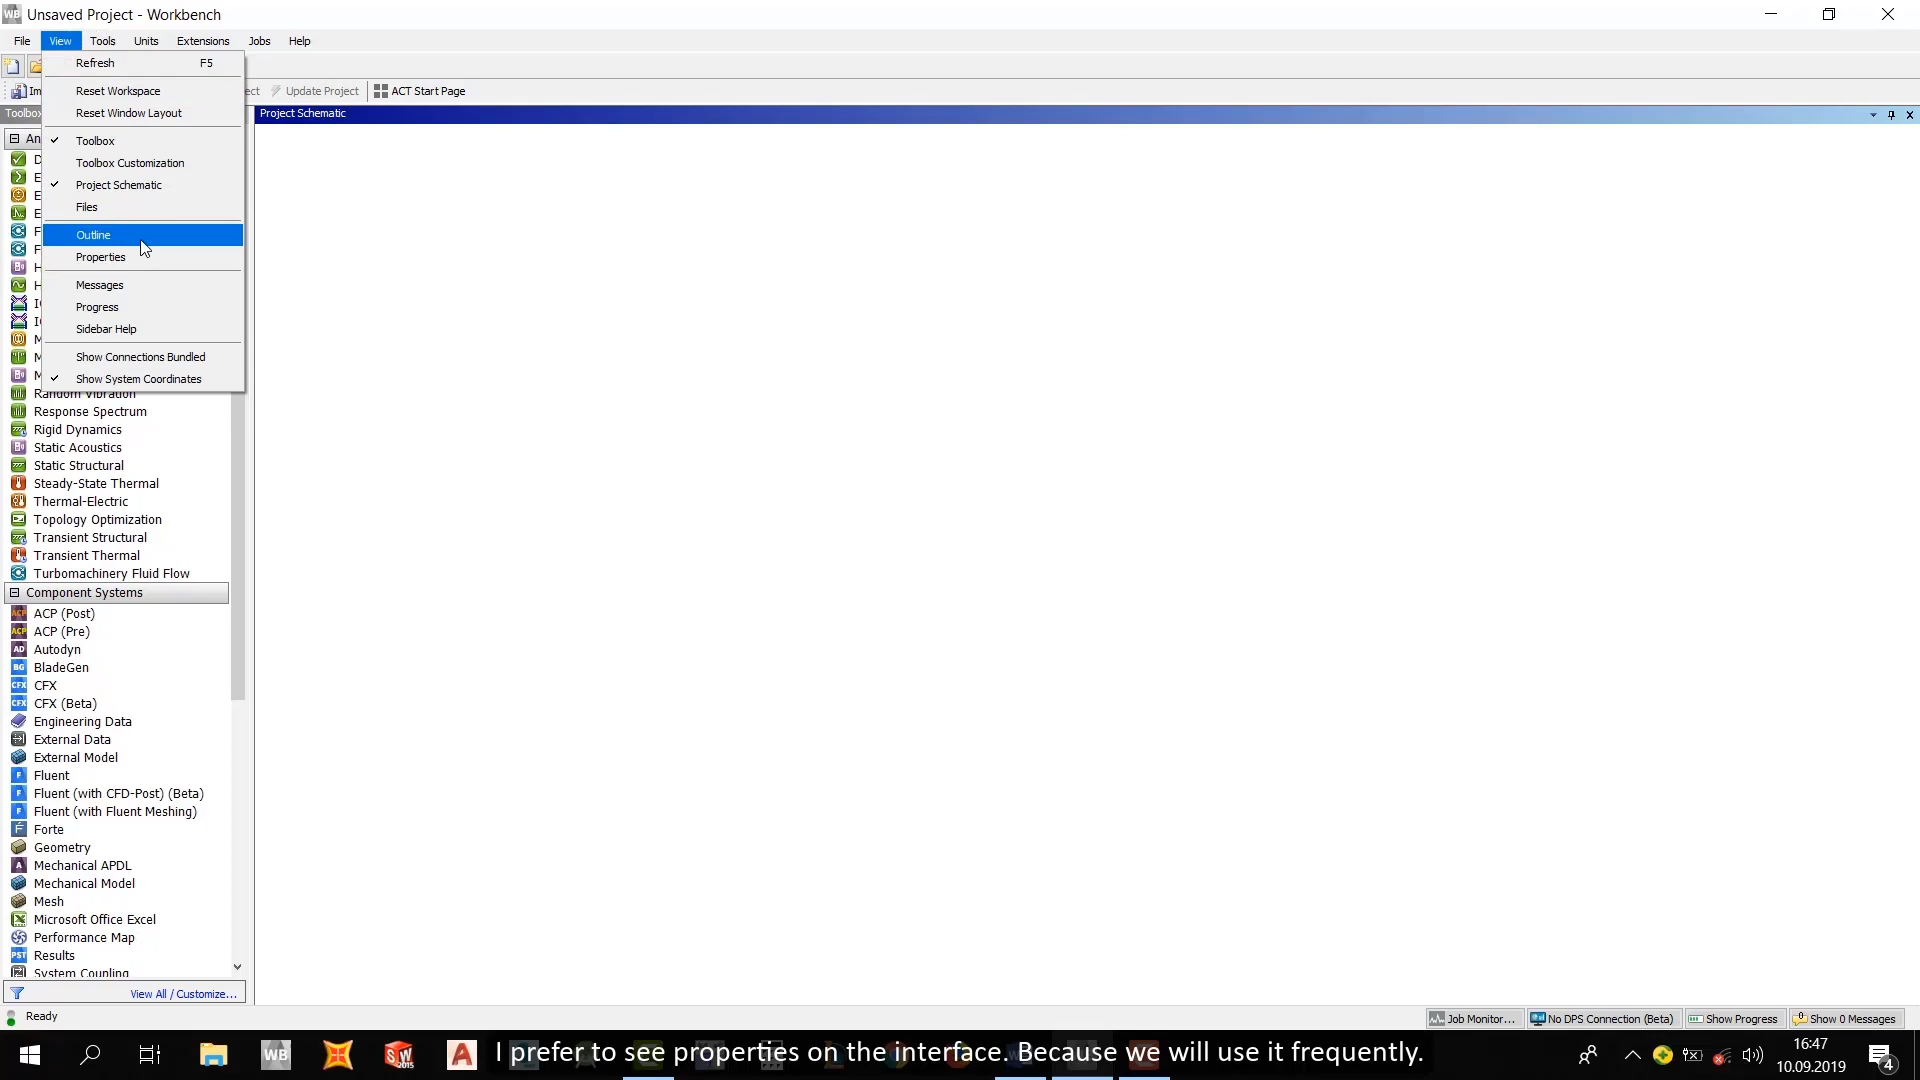 Unsaved Project - Workbench
File View Tools Units Extensions Jobs Help
Refresh F5
Reset Workspace
ect Update Project ACT Start Page
Reset Window Layout
Project Schematic
Toolbox
Toolbox Customization
Project Schematic
Files
Outline
Properties
Messages
Progress
Sidebar Help
Show Connections Bundled
Show System Coordinates
Random Vibration
Response Spectrum
Rigid Dynamics
Static Acoustics
Static Structural
Steady-State Thermal
Thermal-Electric
Topology Optimization
Transient Structural
Transient Thermal
Turbomachinery Fluid Flow
Component Systems
ACP (Post)
ACP (Pre)
Autodyn
BladeGen
CFX
CFX (Beta)
Engineering Data
External Data
External Model
Fluent
Fluent (with CFD-Post) (Beta)
Fluent (with Fluent Meshing)
Forte
Geometry
Mechanical APDL
Mechanical Model
Mesh
Microsoft Office Excel
Performance Map
Results
System Coupling
View All / Customize...
Ready
Job Monitor... No DPS Connection (Beta) Show Progress Show 0 Messages
I prefer to see properties on the interface. Because we will use it frequently.
16:47
10.09.2019
4